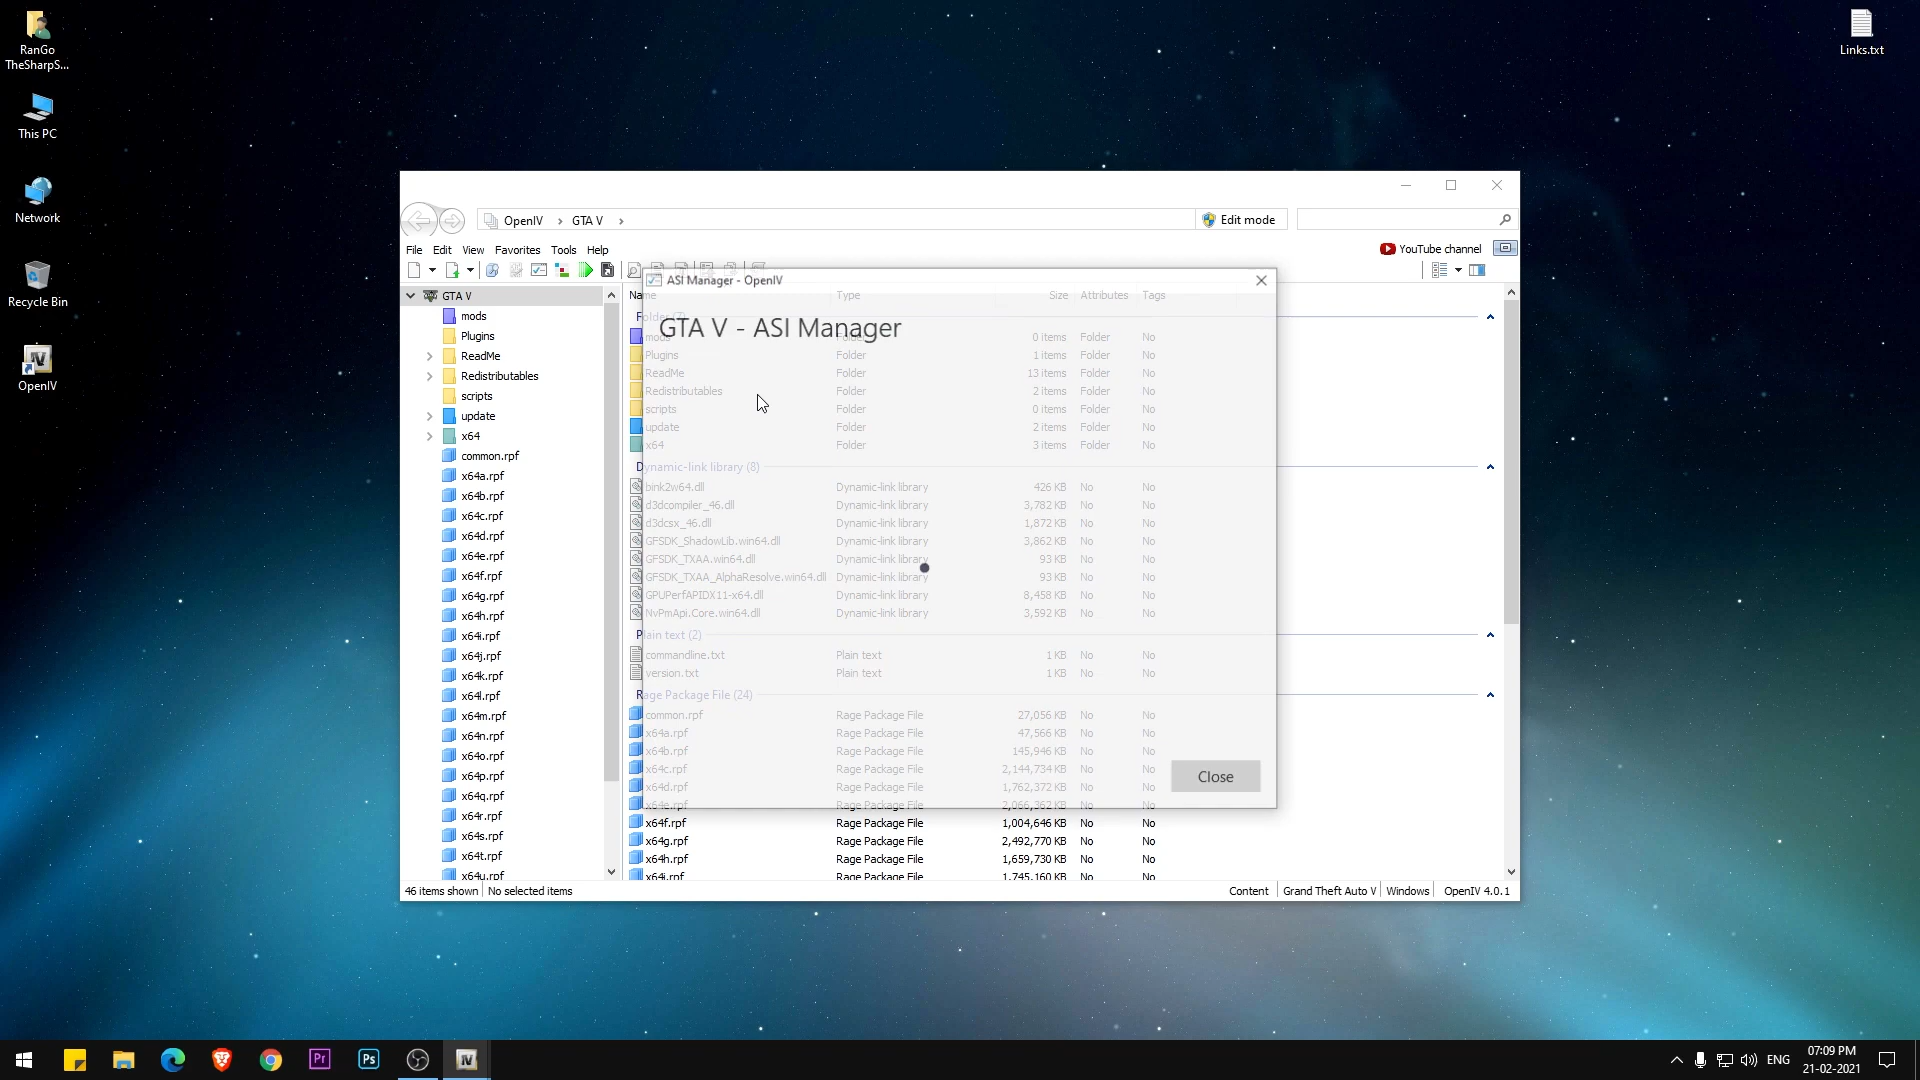 RanGo
TheSharpS...
This PC
Network
Recycle Bin
OpenIV
Links.txt
OpenIV > GTA V >
Edit mode
File Edit View Favorites Tools Help
YouTube channel
GTA V
mods
Plugins
ReadMe
Redistributables
scripts
update
x64
common.rpf
x64a.rpf
x64b.rpf
x64c.rpf
x64d.rpf
x64e.rpf
x64f.rpf
x64g.rpf
x64h.rpf
x64i.rpf
x64j.rpf
x64k.rpf
x64l.rpf
x64m.rpf
x64n.rpf
x64o.rpf
x64p.rpf
x64q.rpf
x64r.rpf
x64s.rpf
x64t.rpf
x64u.rpf
ASI Manager - OpenIV
GTA V - ASI Manager
Name Type Size Attributes Tags
Folder (7)
mods Folder 0 items Folder No
Plugins Folder 1 items Folder No
ReadMe Folder 13 items Folder No
Redistributables Folder 2 items Folder No
scripts Folder 0 items Folder No
update Folder 2 items Folder No
x64 Folder 3 items Folder No
Dynamic-link library (8)
bink2w64.dll Dynamic-link library 426 KB No No
d3dcompiler_46.dll Dynamic-link library 3,782 KB No No
d3dcsx_46.dll Dynamic-link library 1,872 KB No No
GFSDK_ShadowLib.win64.dll Dynamic-link library 3,862 KB No No
GFSDK_TXAA.win64.dll Dynamic-link library 93 KB No No
GFSDK_TXAA_AlphaResolve.win64.dll Dynamic-link library 93 KB No No
GPUPerfAPIDX11-x64.dll Dynamic-link library 8,458 KB No No
NvPmApi.Core.win64.dll Dynamic-link library 3,592 KB No No
Plain text (2)
commandline.txt Plain text 1 KB No No
version.txt Plain text 1 KB No No
Rage Package File (24)
common.rpf Rage Package File 27,056 KB No No
x64a.rpf Rage Package File 47,566 KB No No
x64b.rpf Rage Package File 145,946 KB No No
x64c.rpf Rage Package File 2,144,734 KB No No
x64d.rpf Rage Package File 1,762,372 KB No No
x64e.rpf Rage Package File 2,066,362 KB No No
x64f.rpf Rage Package File 1,004,646 KB No No
x64g.rpf Rage Package File 2,492,770 KB No No
x64h.rpf Rage Package File 1,659,730 KB No No
x64i.rpf Rage Package File 1,745,160 KB No No
Close
46 items shown No selected items
Content Grand Theft Auto V Windows OpenIV 4.0.1
Pr
Ps
IV
ENG
07:09 PM
21-02-2021